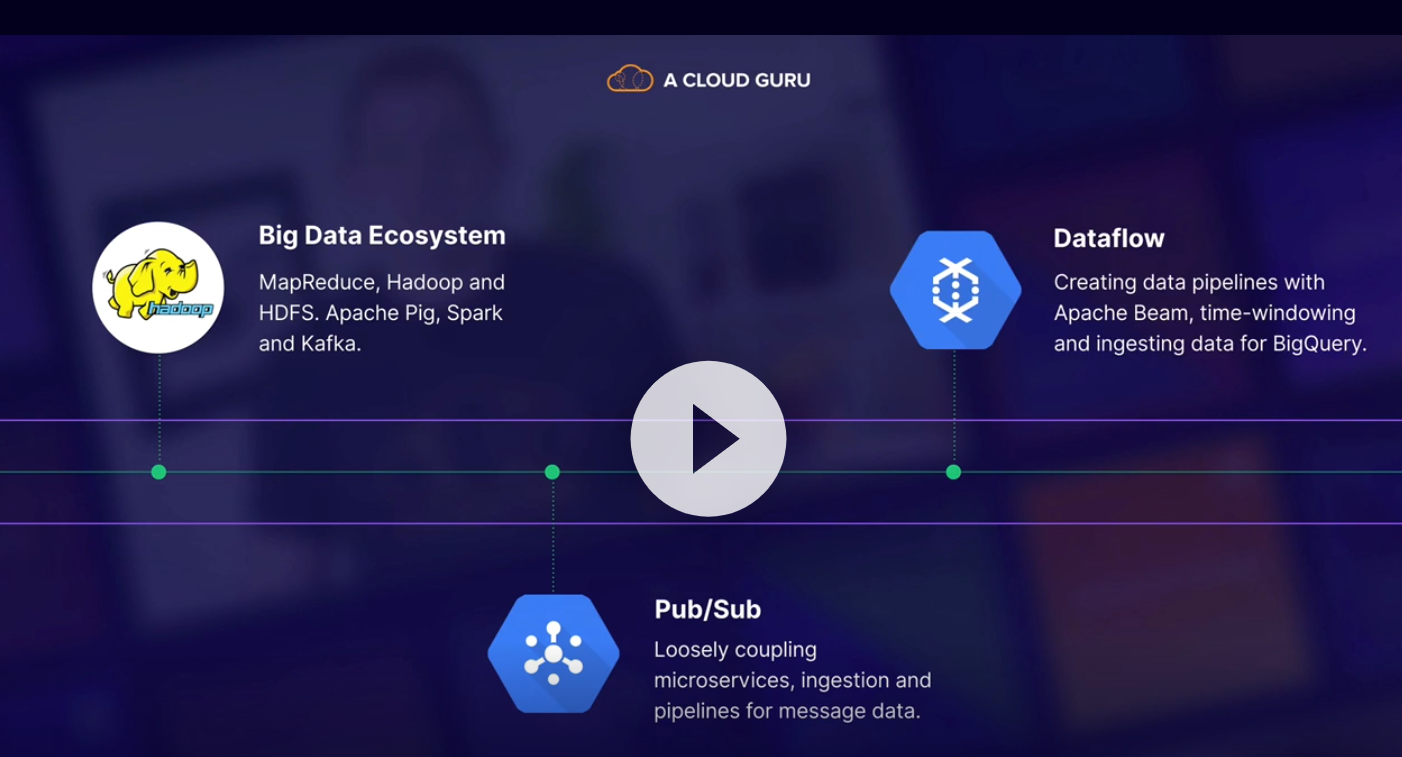 A CLOUD GURU
hadoop
Big Data Ecosystem
MapReduce, Hadoop and
HDFS. Apache Pig, Spark
and Kafka.
Dataflow
Creating data pipelines with
Apache Beam, time-windowing
and ingesting data for BigQuery.
Pub/Sub
Loosely coupling
microservices, ingestion and
pipelines for message data.